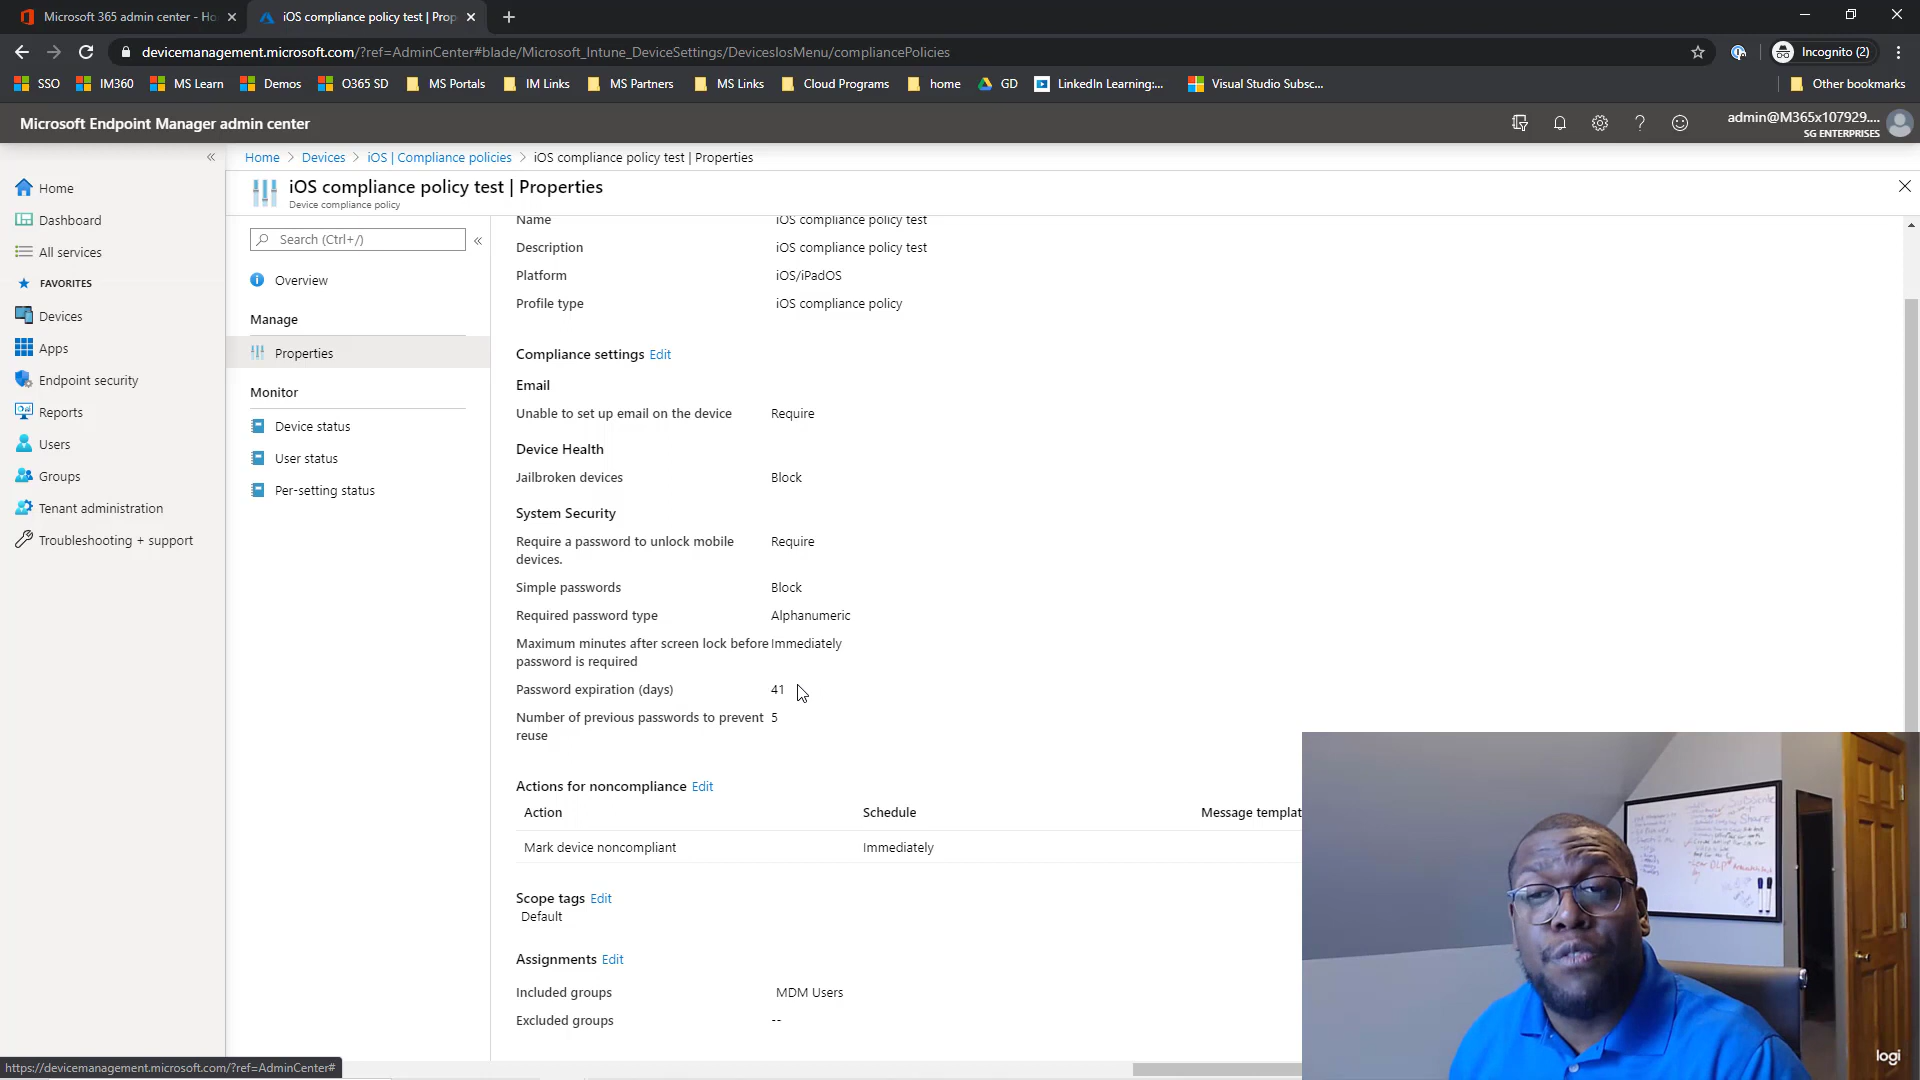 Microsoft 365 admin center - Ho
iOS compliance policy test | Prop
devicemanagement.microsoft.com/?ref=AdminCenter#blade/Microsoft_Intune_DeviceSettings/DevicesIosMenu/compliancePolicies
Incognito (2)
SSO
IM360
MS Learn
Demos
O365 SD
MS Portals
IM Links
MS Partners
MS Links
Cloud Programs
home
GD
LinkedIn Learning:...
Visual Studio Subsc...
Other bookmarks
Microsoft Endpoint Manager admin center
admin@M365x107929....
SG ENTERPRISES
Home
Dashboard
All services
FAVORITES
Devices
Apps
Endpoint security
Reports
Users
Groups
Tenant administration
Troubleshooting + support
Home > Devices > iOS | Compliance policies > iOS compliance policy test | Properties
iOS compliance policy test | Properties
Device compliance policy
Search (Ctrl+/)
Overview
Manage
Properties
Monitor
Device status
User status
Per-setting status
Name iOS compliance policy test
Description iOS compliance policy test
Platform iOS/iPadOS
Profile type iOS compliance policy
Compliance settings Edit
Email
Unable to set up email on the device Require
Device Health
Jailbroken devices Block
System Security
Require a password to unlock mobile devices. Require
Simple passwords Block
Required password type Alphanumeric
Maximum minutes after screen lock before password is required Immediately
Password expiration (days) 41
Number of previous passwords to prevent reuse 5
Actions for noncompliance Edit
Action Schedule Message templat
Mark device noncompliant Immediately
Scope tags Edit
Default
Assignments Edit
Included groups MDM Users
Excluded groups --
https://devicemanagement.microsoft.com/?ref=AdminCenter#
Subscribe
Share
logi